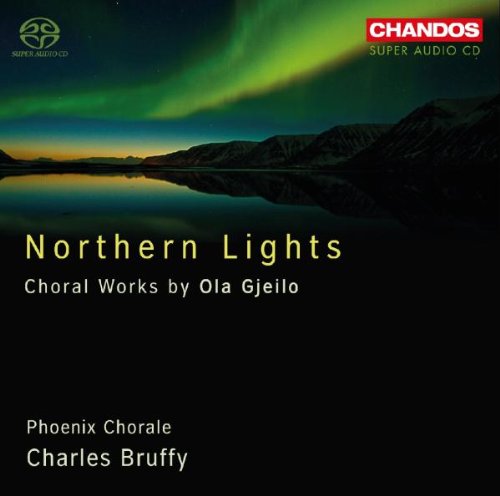 CHANDOS
SUPER AUDIO CD
SUPER AUDIO CD
Northern Lights
Choral Works by Ola Gjeilo
Phoenix Chorale
Charles Bruffy